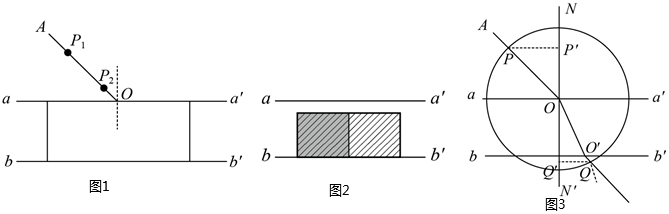 A
P₁
P₂
O
a
a′
b
b′
图1
a
a′
b
b′
图2
A
N
P
P′
a
a′
O
b
O′
b′
Q′
Q
N′
图3